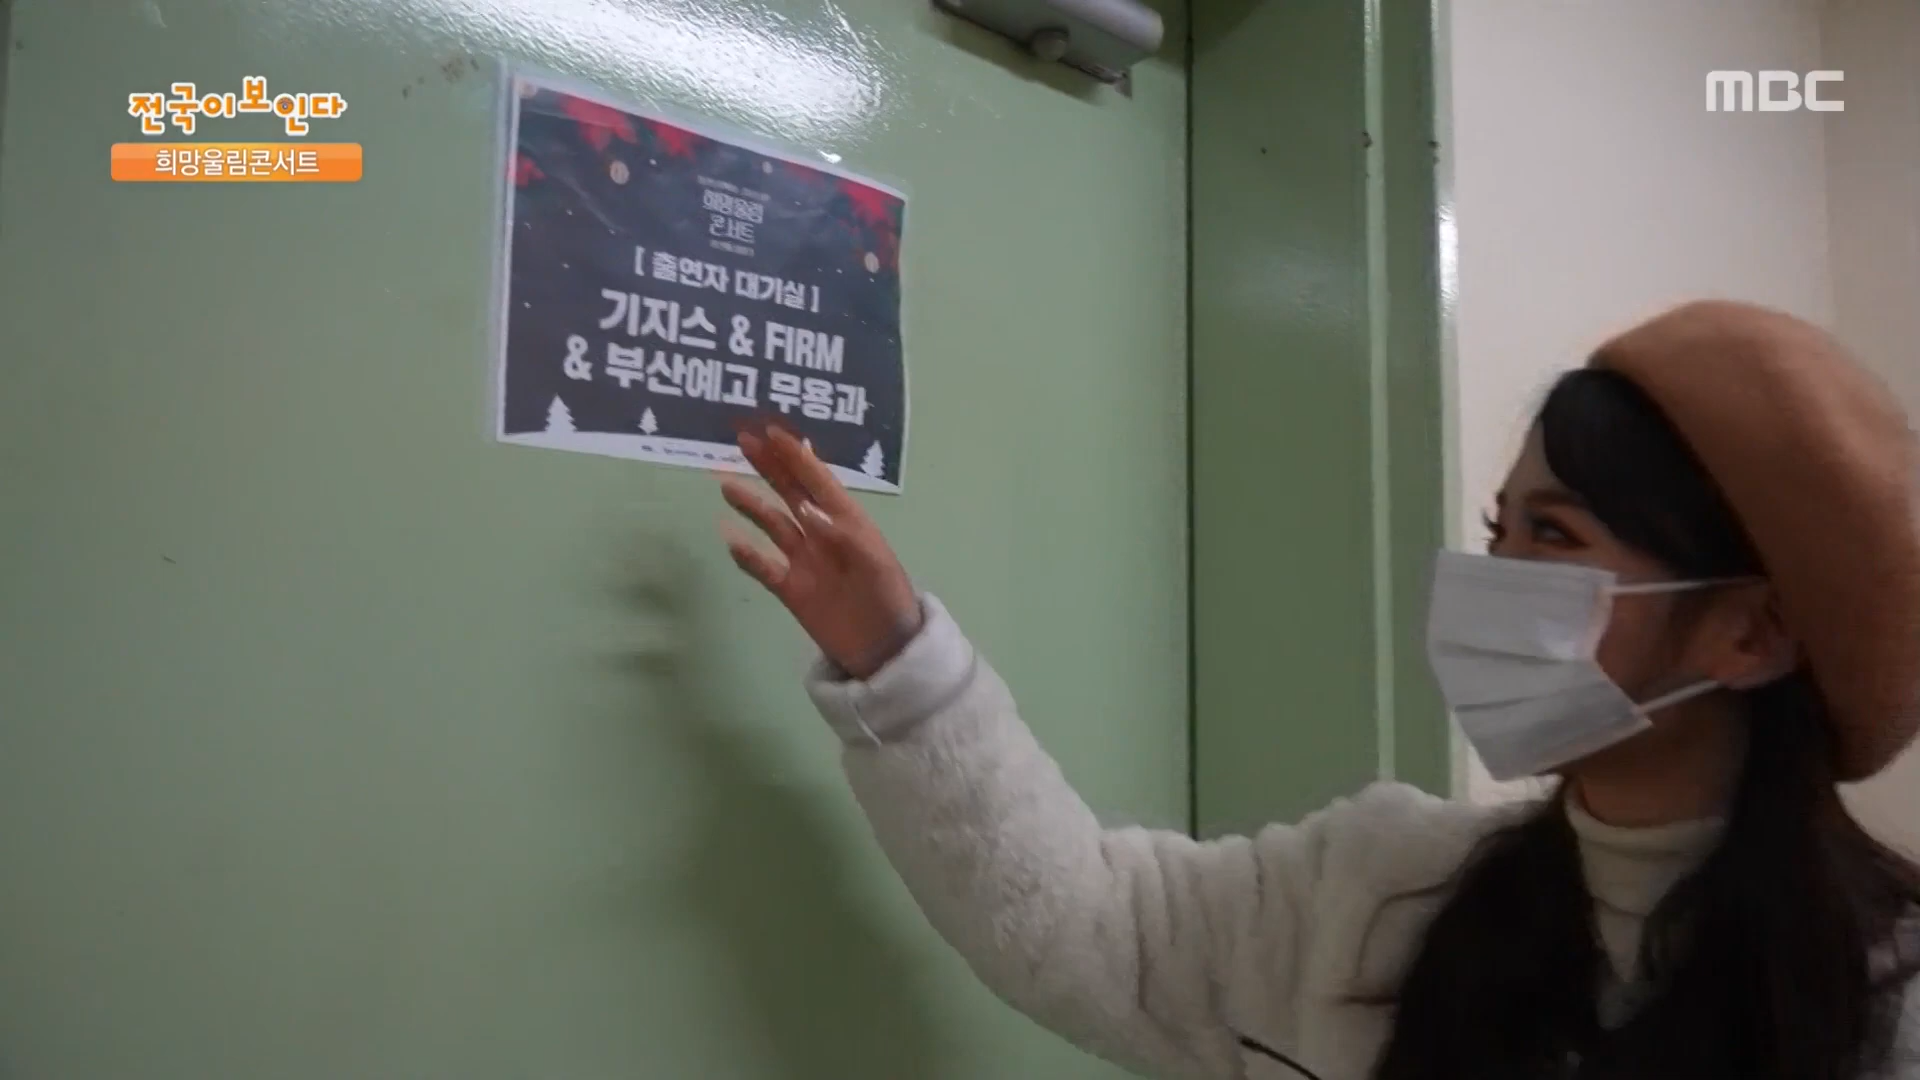 전국이보인다
희망울림콘서트
MBC
희망울림
콘서트
[ 출연자 대기실 ]
기지스 & FIRM
& 부산예고 무용과